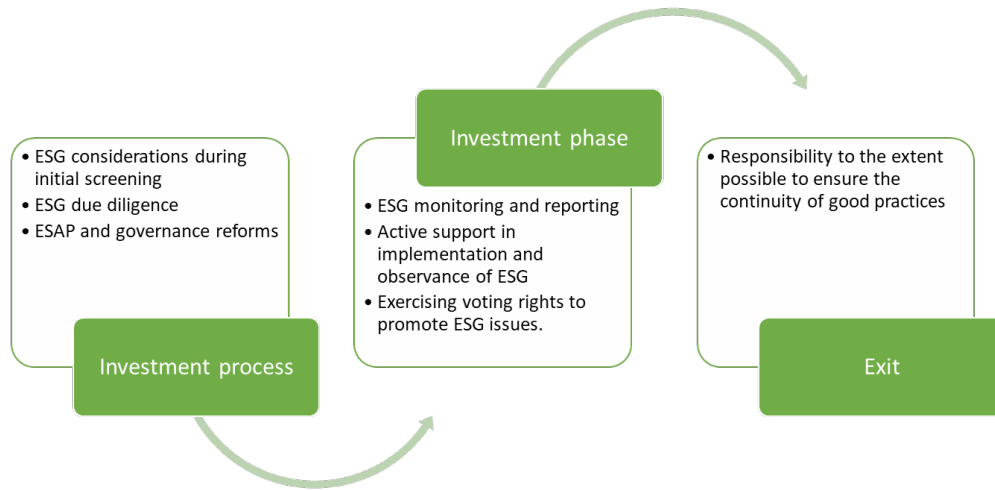 • ESG considerations during
initial screening
• ESG due diligence
• ESAP and governance reforms
Investment process
Investment phase
• ESG monitoring and reporting
• Active support in
implementation and
observance of ESG
• Exercising voting rights to
promote ESG issues.
• Responsibility to the extent
possible to ensure the
continuity of good practices
Exit